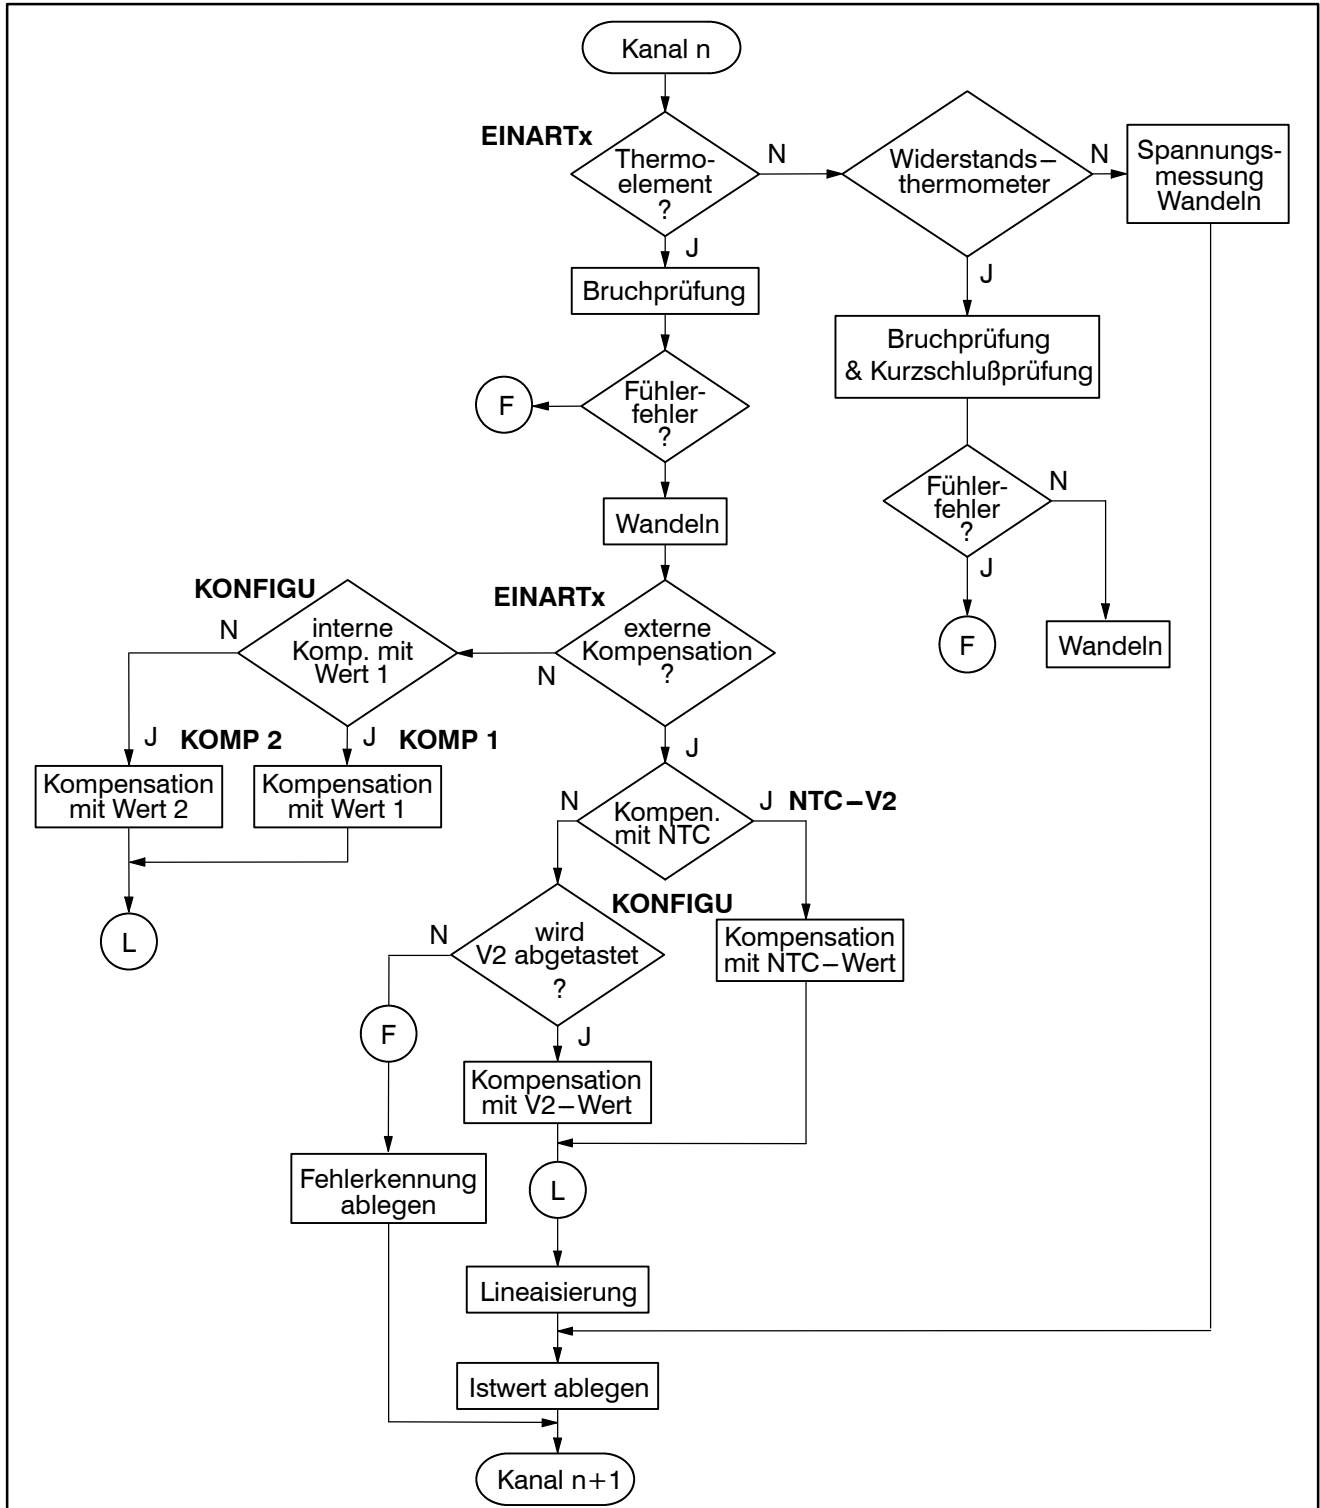 Kanal n
EINARTx
Thermo-
element
?
N
Widerstands–
thermometer
N
Spannungs-
messung
Wandeln
J
J
Bruchprüfung
Bruchprüfung
& Kurzschlußprüfung
Fühler-
fehler
?
F
Fühler-
fehler
?
N
J
F
Wandeln
Wandeln
KONFIGU
EINARTx
N
interne
Komp. mit
Wert 1
N
externe
Kompensation
?
J
KOMP 2
J
KOMP 1
J
Kompensation
mit Wert 2
Kompensation
mit Wert 1
L
N
Kompen.
mit NTC
J
NTC–V2
KONFIGU
N
wird
V2 abgetastet
?
Kompensation
mit NTC–Wert
F
J
Kompensation
mit V2–Wert
Fehlerkennung
ablegen
L
Lineaisierung
Istwert ablegen
Kanal n+1